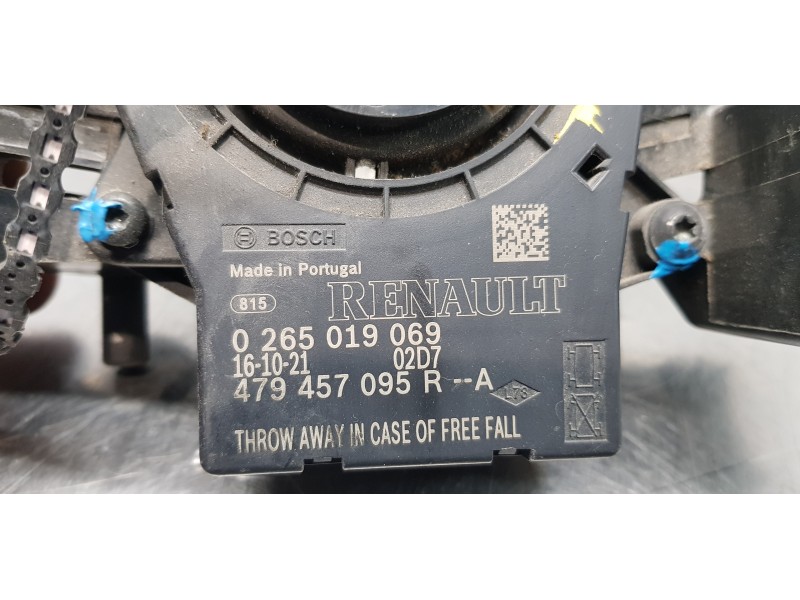 BOSCH
Made in Portugal
815
RENAULT
0 265 019 069
16-10-21 02D7
479 457 095 R --A
L78
THROW AWAY IN CASE OF FREE FALL